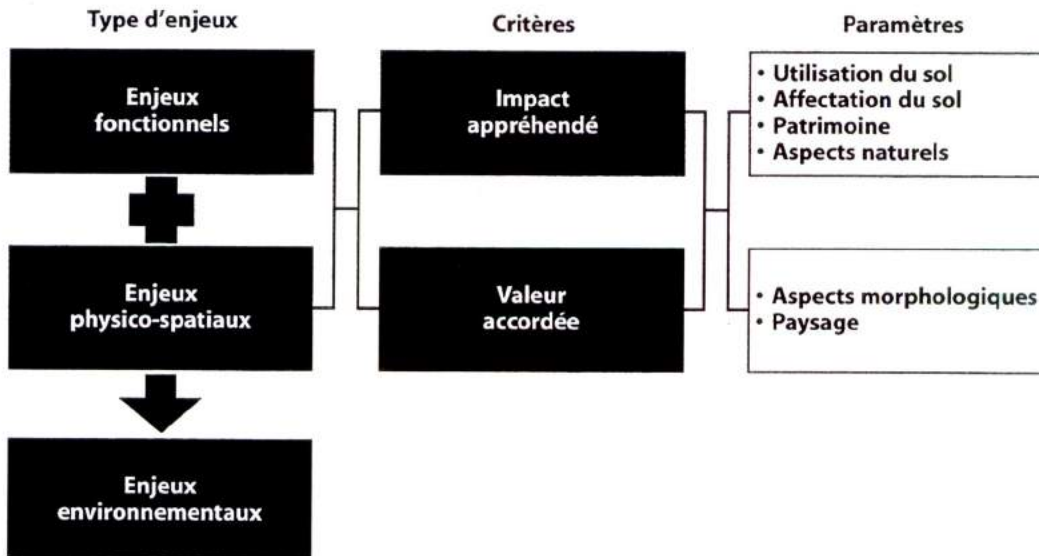 Type d'enjeux
Critères
Paramètres
Enjeux
fonctionnels
Impact
appréhendé
• Utilisation du sol
• Affectation du sol
• Patrimoine
• Aspects naturels
Enjeux
physico-spatiaux
Valeur
accordée
• Aspects morphologiques
• Paysage
Enjeux
environnementaux